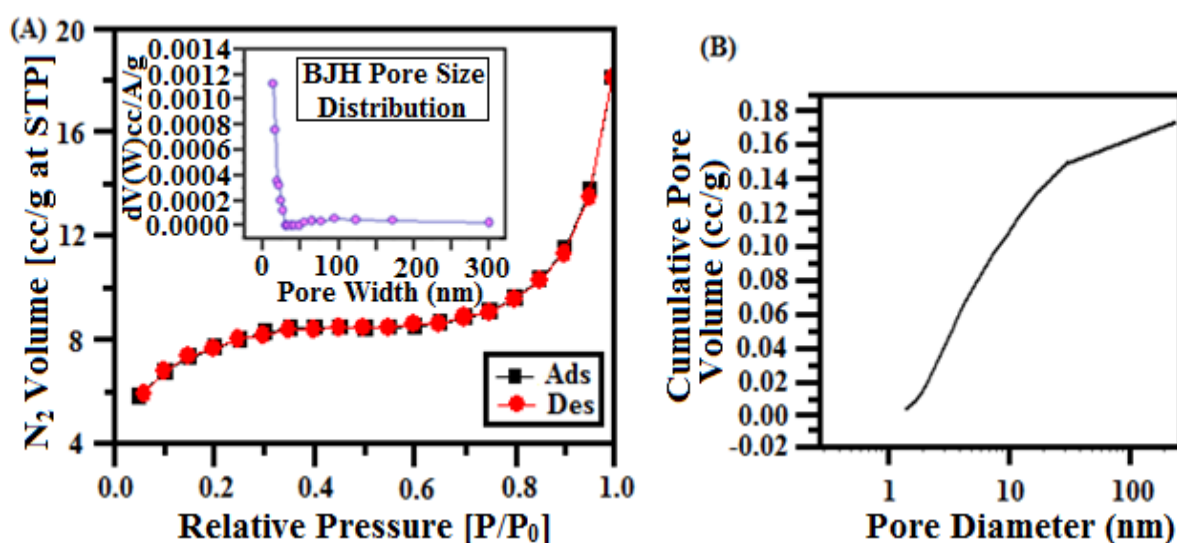 (A)
20
16
12
8
4
N₂ Volume [cc/g at STP]
0.0 0.2 0.4 0.6 0.8 1.0
Relative Pressure [P/P₀]
0.0014
0.0012
0.0010
0.0008
0.0006
0.0004
0.0002
0.0000
dV(W)cc/A/g
BJH Pore Size
Distribution
0 100 200 300
Pore Width (nm)
Ads
Des
(B)
0.18
0.16
0.14
0.12
0.10
0.08
0.06
0.04
0.02
0.00
-0.02
Cumulative Pore
Volume (cc/g)
1 10 100
Pore Diameter (nm)